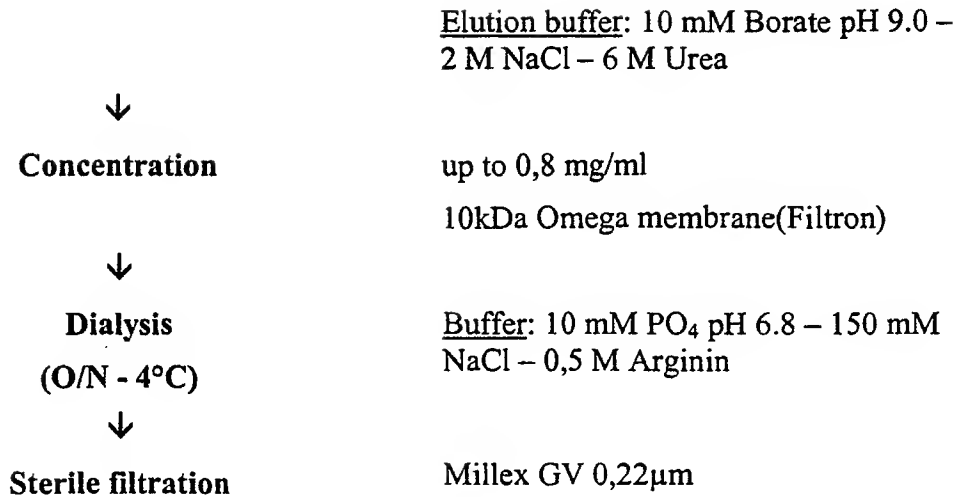 Elution buffer: 10 mM Borate pH 9.0 –
2 M NaCl – 6 M Urea
↓
Concentration
up to 0,8 mg/ml
10kDa Omega membrane(Filtron)
↓
Dialysis
(O/N - 4°C)
Buffer: 10 mM PO₄ pH 6.8 – 150 mM
NaCl – 0,5 M Arginin
↓
Sterile filtration
Millex GV 0,22µm